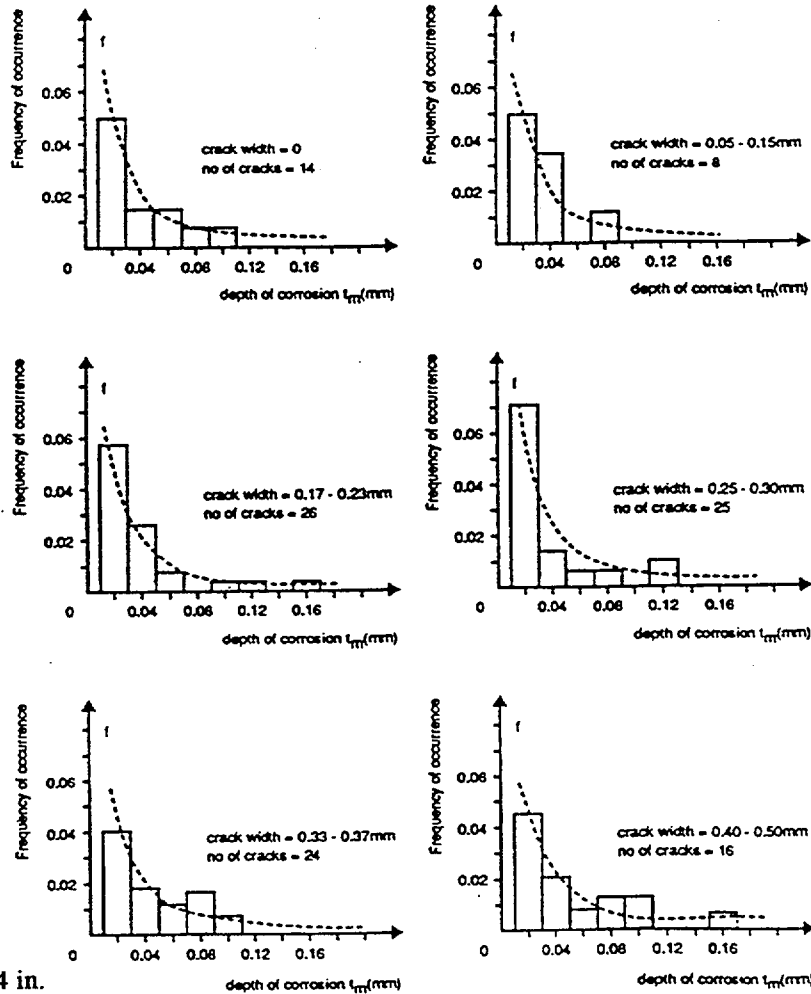 f
Frequency of occurrence
0.06
0.04
0.02
crack width = 0
no of cracks = 14
0 0.04 0.08 0.12 0.16
depth of corrosion tm(mm)
f
Frequency of occurrence
0.06
0.04
0.02
crack width = 0.05 - 0.15mm
no of cracks = 8
0 0.04 0.08 0.12 0.16
depth of corrosion tm(mm)
f
Frequency of occurrence
0.06
0.04
0.02
crack width = 0.17 - 0.23mm
no of cracks = 26
0 0.04 0.08 0.12 0.16
depth of corrosion tm(mm)
f
Frequency of occurrence
0.06
0.04
0.02
crack width = 0.25 - 0.30mm
no of cracks = 25
0 0.04 0.08 0.12 0.16
depth of corrosion tm(mm)
f
Frequency of occurrence
0.06
0.04
0.02
crack width = 0.33 - 0.37mm
no of cracks = 24
0 0.04 0.08 0.12 0.16
depth of corrosion tm(mm)
f
Frequency of occurrence
0.06
0.04
0.02
crack width = 0.40 - 0.50mm
no of cracks = 16
0 0.04 0.08 0.12 0.16
depth of corrosion tm(mm)
4 in.